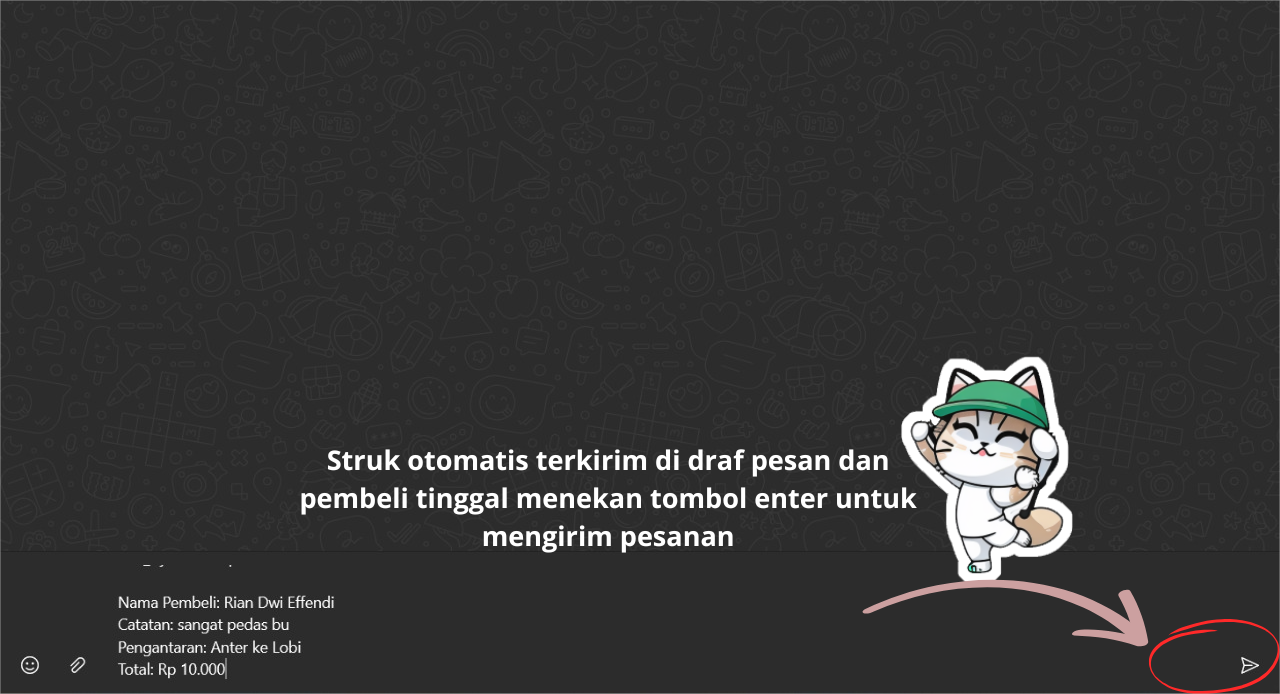 Struk otomatis terkirim di draf pesan dan
pembeli tinggal menekan tombol enter untuk
mengirim pesanan
Nama Pembeli: Rian Dwi Effendi
Catatan: sangat pedas bu
Pengantaran: Anter ke Lobi
Total: Rp 10.000